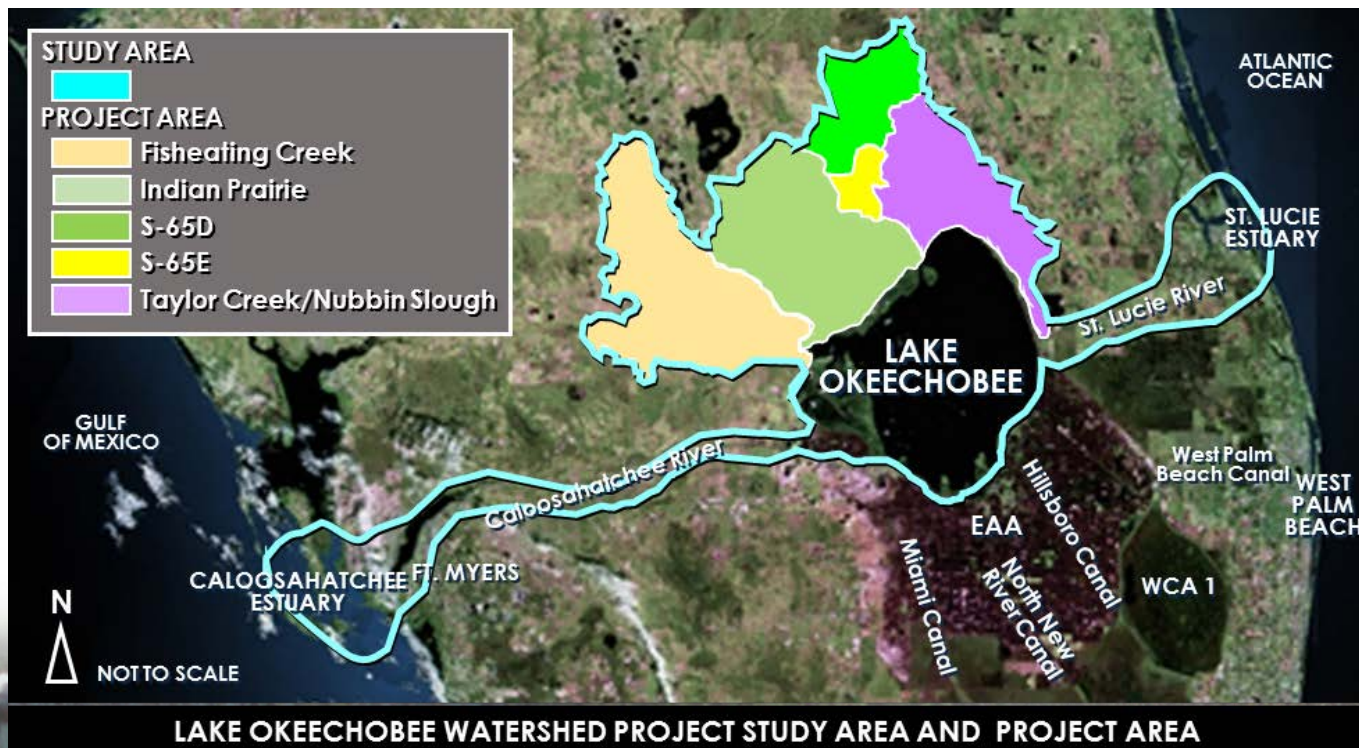 STUDY AREA
PROJECT AREA
Fisheating Creek
Indian Prairie
S-65D
S-65E
Taylor Creek/Nubbin Slough
ATLANTIC
OCEAN
ST. LUCIE
ESTUARY
St. Lucie River
LAKE
OKEECHOBEE
GULF
OF MEXICO
Caloosahatchee River
West Palm
Beach Canal
WEST
PALM
BEACH
Hillsboro Canal
EAA
Miami Canal
North New
River Canal
WCA 1
CALOOSAHATCHEE
ESTUARY
FT. MYERS
N
NOT TO SCALE
LAKE OKEECHOBEE WATERSHED PROJECT STUDY AREA AND PROJECT AREA